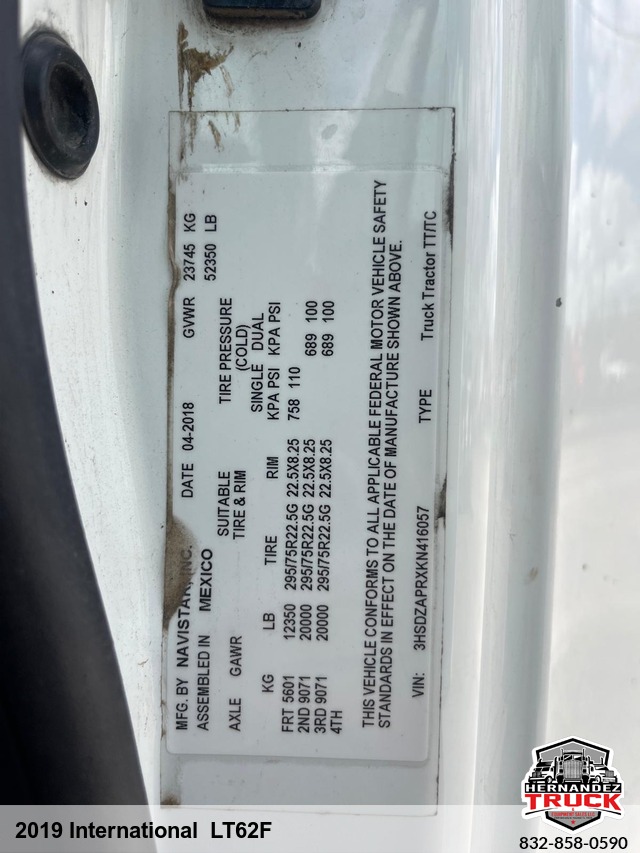 MFG. BY NAVISTAR, INC. DATE 04-2018 GVWR 23745 KG
ASSEMBLED IN MEXICO 52350 LB
AXLE GAWR SUITABLE TIRE & RIM TIRE PRESSURE (COLD)
SINGLE DUAL
KG LB TIRE RIM KPA PSI KPA PSI
FRT 5601 12350 295/75R22.5G 22.5X8.25 758 110
2ND 9071 20000 295/75R22.5G 22.5X8.25 689 100
3RD 9071 20000 295/75R22.5G 22.5X8.25 689 100
4TH
THIS VEHICLE CONFORMS TO ALL APPLICABLE FEDERAL MOTOR VEHICLE SAFETY
STANDARDS IN EFFECT ON THE DATE OF MANUFACTURE SHOWN ABOVE.
VIN: 3HSDZAPRXKN416057 TYPE Truck Tractor TT/TC
2019 International LT62F
HERNANDEZ
TRUCK
EQUIPMENT SALES LLC
832-858-0590